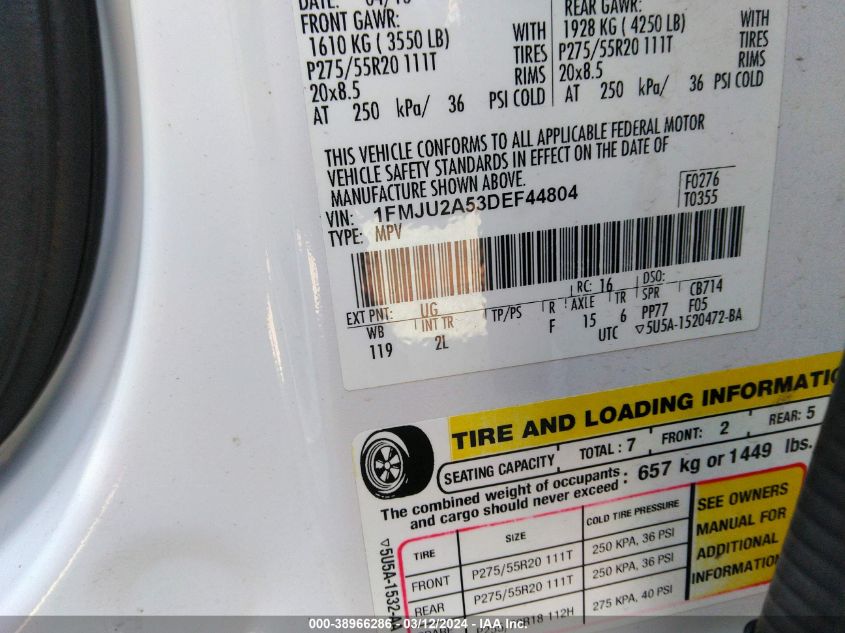 DATE:
FRONT GAWR:
1610 KG ( 3550 LB)
P275/55R20 111T
20x8.5
AT 250 kPa/ 36 PSI COLD
WITH
TIRES
RIMS
REAR GAWR:
1928 KG ( 4250 LB)
P275/55R20 111T
20x8.5
AT 250 kPa/ 36 PSI COLD
WITH
TIRES
RIMS
THIS VEHICLE CONFORMS TO ALL APPLICABLE FEDERAL MOTOR
VEHICLE SAFETY STANDARDS IN EFFECT ON THE DATE OF
MANUFACTURE SHOWN ABOVE.
VIN: 1FMJU2A53DEF44804
TYPE: MPV
F0276
T0355
EXT PNT: UG RC: 16 DSO:
WB INT TR TP/PS R AXLE TR SPR CB714
119 2L F 15 6 PP77 F05
UTC ▽5U5A-1520472-BA
TIRE AND LOADING INFORMATIO
SEATING CAPACITY TOTAL : 7 FRONT: 2 REAR: 5
The combined weight of occupants
and cargo should never exceed : 657 kg or 1449 lbs.
TIRE SIZE COLD TIRE PRESSURE
FRONT P275/55R20 111T 250 KPA, 36 PSI
REAR P275/55R20 111T 250 KPA, 36 PSI
R18 112H 275 KPA, 40 PSI
SEE OWNERS
MANUAL FOR
ADDITIONAL
INFORMATION
▽5U5A-1532
000-38966286 - 03/12/2024 - IAA Inc.